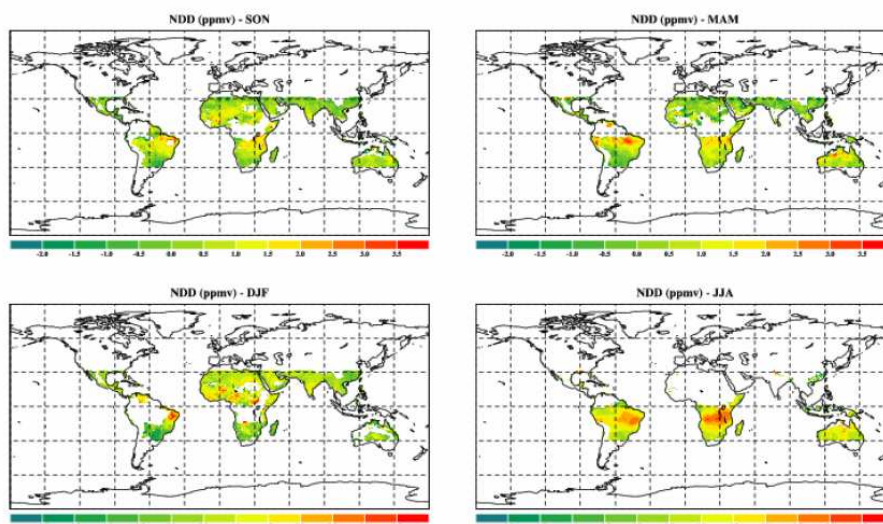 NDD (ppmv) - SON
-2.0 -1.5 -1.0 -0.5 0.0 0.5 1.0 1.5 2.0 2.5 3.0 3.5
NDD (ppmv) - MAM
-2.0 -1.5 -1.0 -0.5 0.0 0.5 1.0 1.5 2.0 2.5 3.0 3.5
NDD (ppmv) - DJF
NDD (ppmv) - JJA